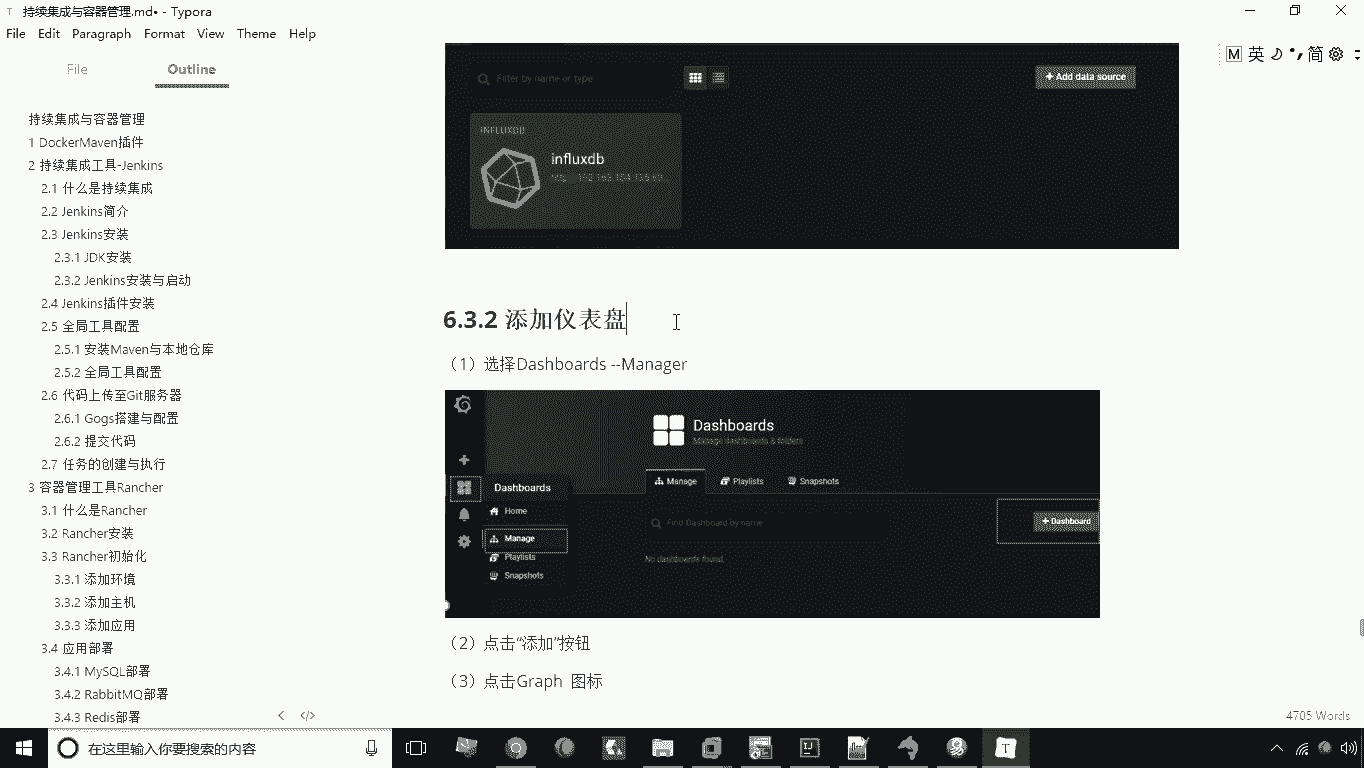 持续集成与容器管理.md• - Typora
File Edit Paragraph Format View Theme Help
M 英 简
File Outline
持续集成与容器管理
1 DockerMaven插件
2 持续集成工具-Jenkins
2.1 什么是持续集成
2.2 Jenkins简介
2.3 Jenkins安装
2.3.1 JDK安装
2.3.2 Jenkins安装与启动
2.4 Jenkins插件安装
2.5 全局工具配置
2.5.1 安装Maven与本地仓库
2.5.2 全局工具配置
2.6 代码上传至Git服务器
2.6.1 Gogs搭建与配置
2.6.2 提交代码
2.7 任务的创建与执行
3 容器管理工具Rancher
3.1 什么是Rancher
3.2 Rancher安装
3.3 Rancher初始化
3.3.1 添加环境
3.3.2 添加主机
3.3.3 添加应用
3.4 应用部署
3.4.1 MySQL部署
3.4.2 RabbitMQ部署
3.4.3 Redis部署
Filter by name or type
+ Add data source
INFLUXDB
influxdb
6.3.2 添加仪表盘
（1）选择Dashboards --Manager
Dashboards
Manage dashboards & folders
Manage Playlists Snapshots
Dashboards
Home
Manage
Playlists
Snapshots
Find Dashboard by name
+ Dashboard
No dashboards found.
（2）点击“添加”按钮
（3）点击Graph 图标
4705 Words
在这里输入你要搜索的内容